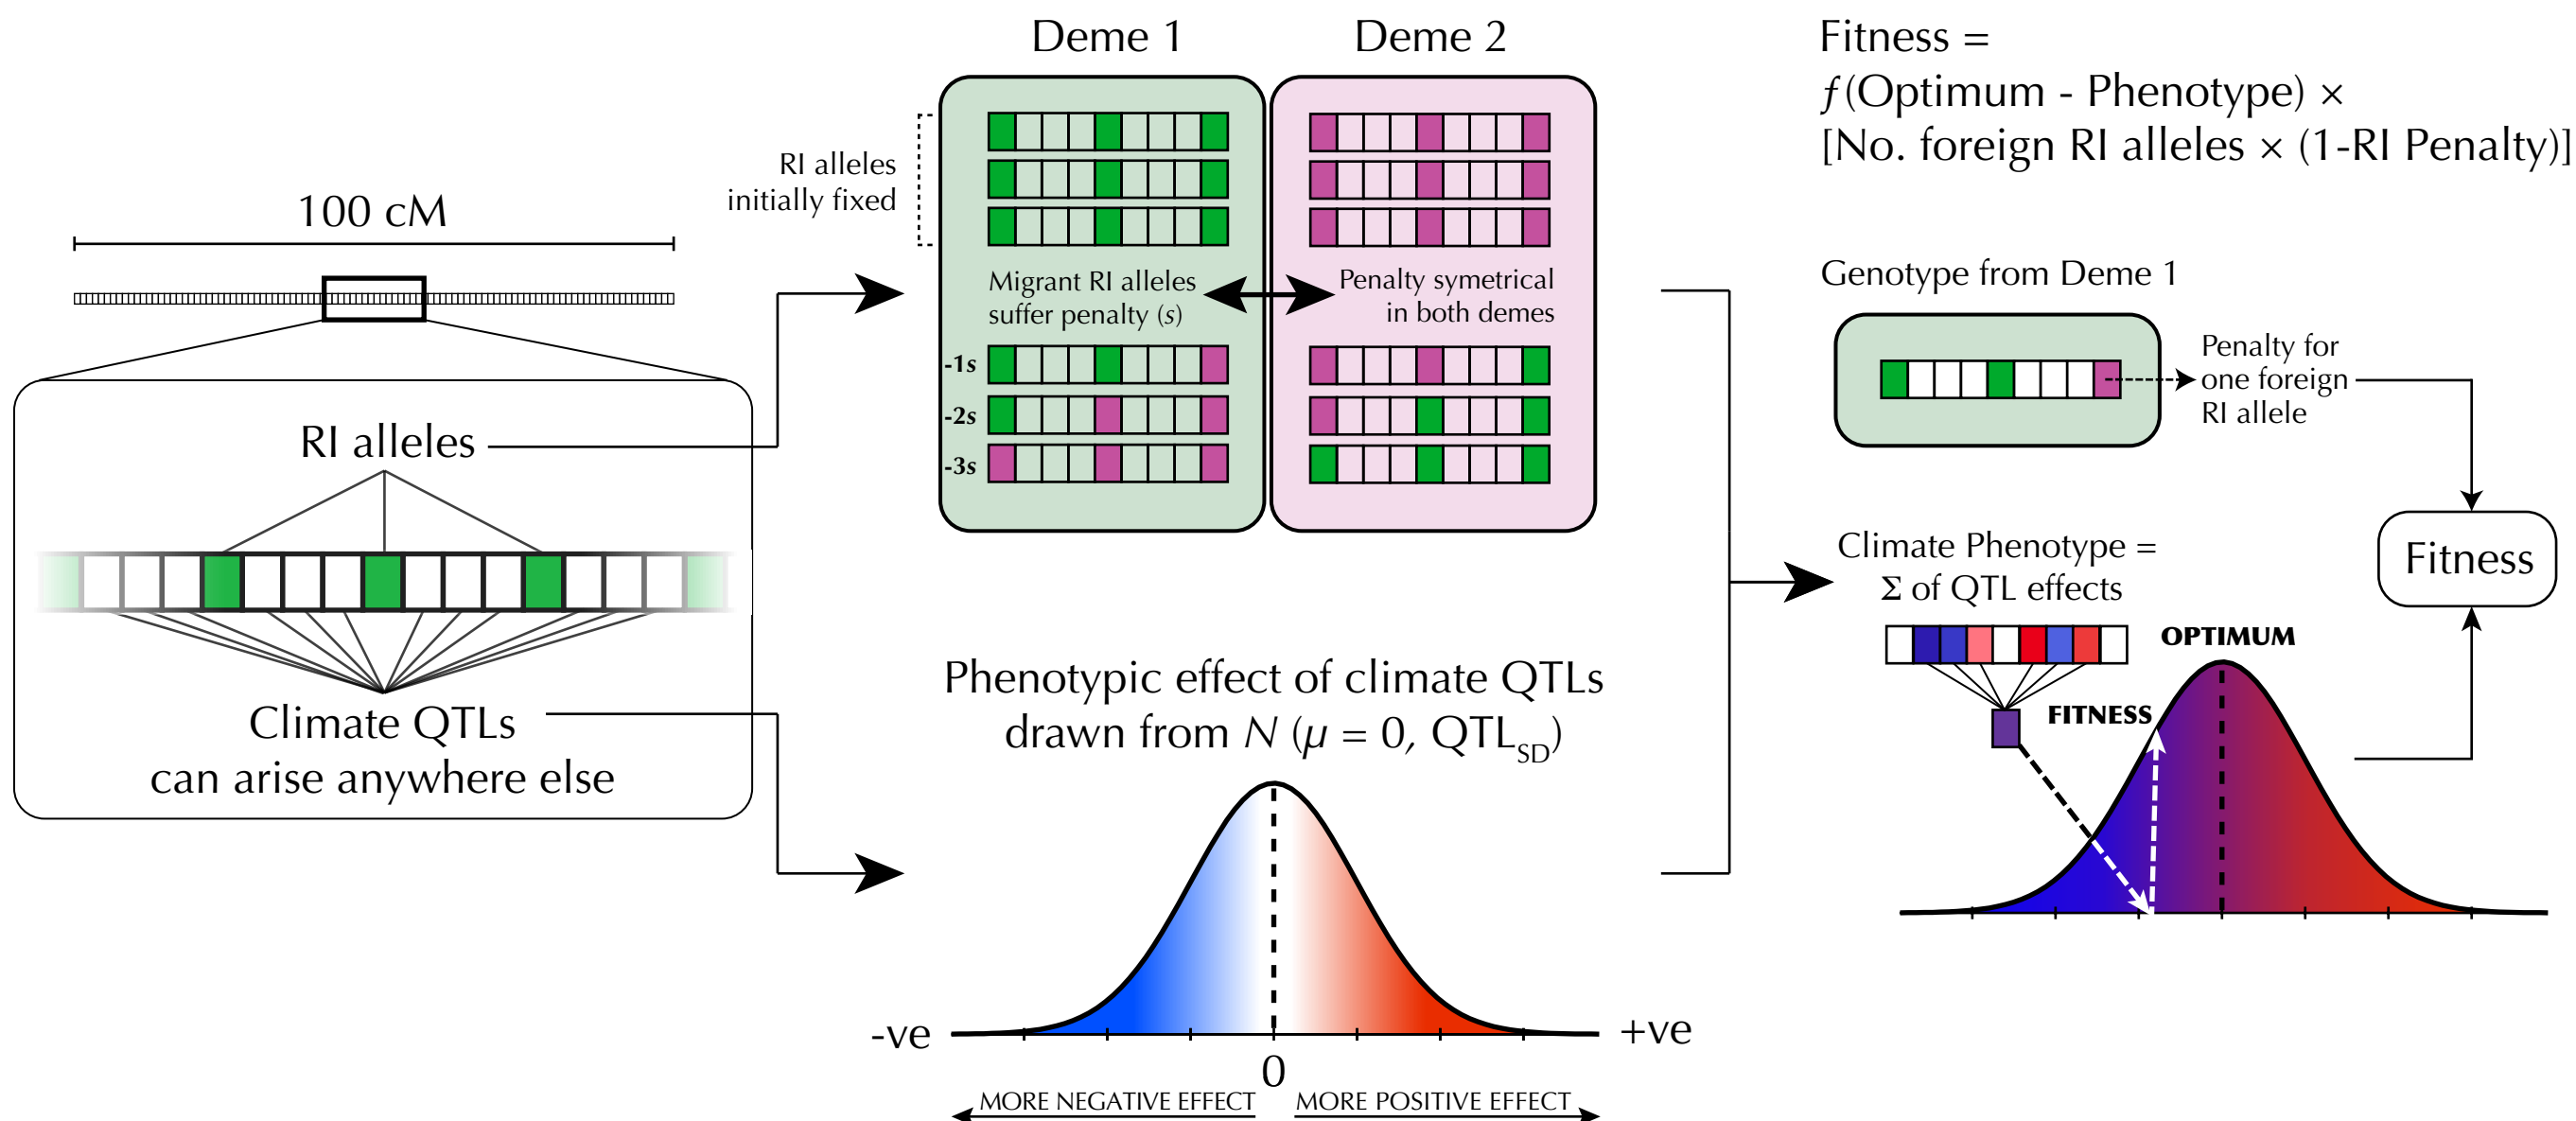 100 cM
RI alleles
Climate QTLs
can arise anywhere else
Deme 1
Deme 2
RI alleles
initially fixed
Migrant RI alleles
suffer penalty (s)
Penalty symetrical
in both demes
-1s
-2s
-3s
Phenotypic effect of climate QTLs
drawn from N (μ = 0, QTLSD)
-ve
+ve
0
MORE NEGATIVE EFFECT
MORE POSITIVE EFFECT
Fitness =
f(Optimum - Phenotype) ×
[No. foreign RI alleles × (1-RI Penalty)]
Genotype from Deme 1
Penalty for
one foreign
RI allele
Climate Phenotype =
Σ of QTL effects
OPTIMUM
FITNESS
Fitness